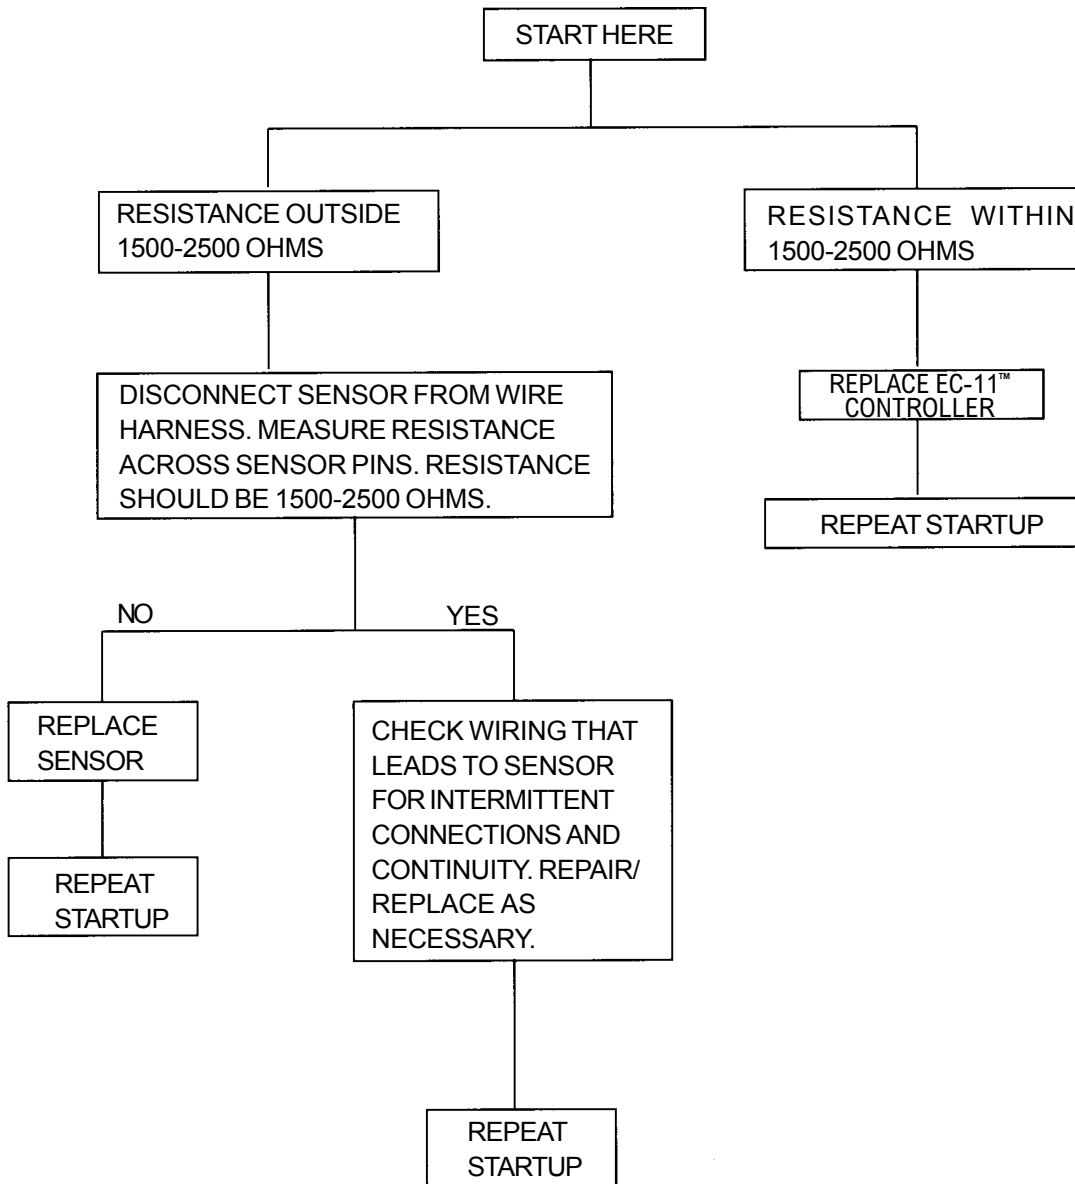 START HERE
RESISTANCE OUTSIDE
1500-2500 OHMS
RESISTANCE WITHIN
1500-2500 OHMS
DISCONNECT SENSOR FROM WIRE
HARNESS. MEASURE RESISTANCE
ACROSS SENSOR PINS. RESISTANCE
SHOULD BE 1500-2500 OHMS.
REPLACE EC-11™
CONTROLLER
REPEAT STARTUP
NO
YES
REPLACE
SENSOR
REPEAT
STARTUP
CHECK WIRING THAT
LEADS TO SENSOR
FOR INTERMITTENT
CONNECTIONS AND
CONTINUITY. REPAIR/
REPLACE AS
NECESSARY.
REPEAT
STARTUP